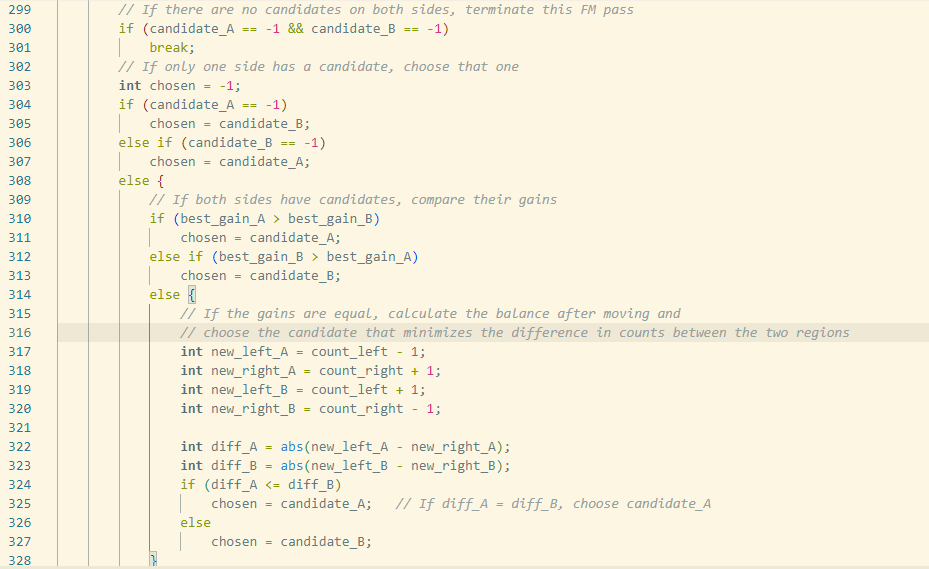 299 // If there are no candidates on both sides, terminate this FM pass
300 if (candidate_A == -1 && candidate_B == -1)
301 break;
302 // If only one side has a candidate, choose that one
303 int chosen = -1;
304 if (candidate_A == -1)
305 chosen = candidate_B;
306 else if (candidate_B == -1)
307 chosen = candidate_A;
308 else {
309 // If both sides have candidates, compare their gains
310 if (best_gain_A > best_gain_B)
311 chosen = candidate_A;
312 else if (best_gain_B > best_gain_A)
313 chosen = candidate_B;
314 else {
315 // If the gains are equal, calculate the balance after moving and
316 // choose the candidate that minimizes the difference in counts between the two regions
317 int new_left_A = count_left - 1;
318 int new_right_A = count_right + 1;
319 int new_left_B = count_left + 1;
320 int new_right_B = count_right - 1;
321
322 int diff_A = abs(new_left_A - new_right_A);
323 int diff_B = abs(new_left_B - new_right_B);
324 if (diff_A <= diff_B)
325 chosen = candidate_A; // If diff_A = diff_B, choose candidate_A
326 else
327 chosen = candidate_B;
328 }